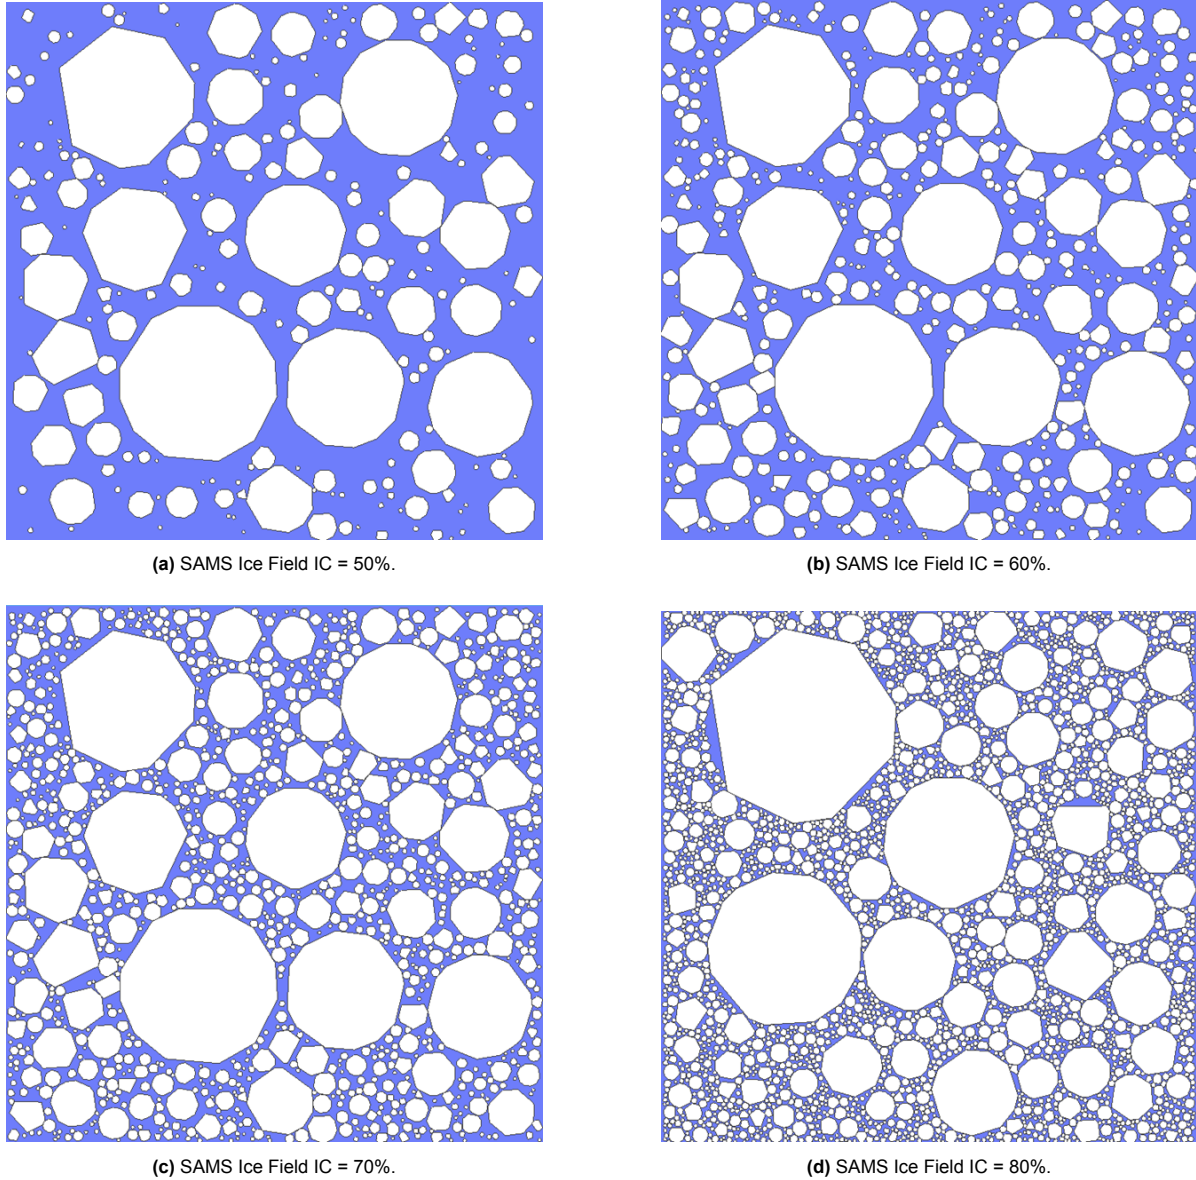 (a) SAMS Ice Field IC = 50%.
(b) SAMS Ice Field IC = 60%.
(c) SAMS Ice Field IC = 70%.
(d) SAMS Ice Field IC = 80%.